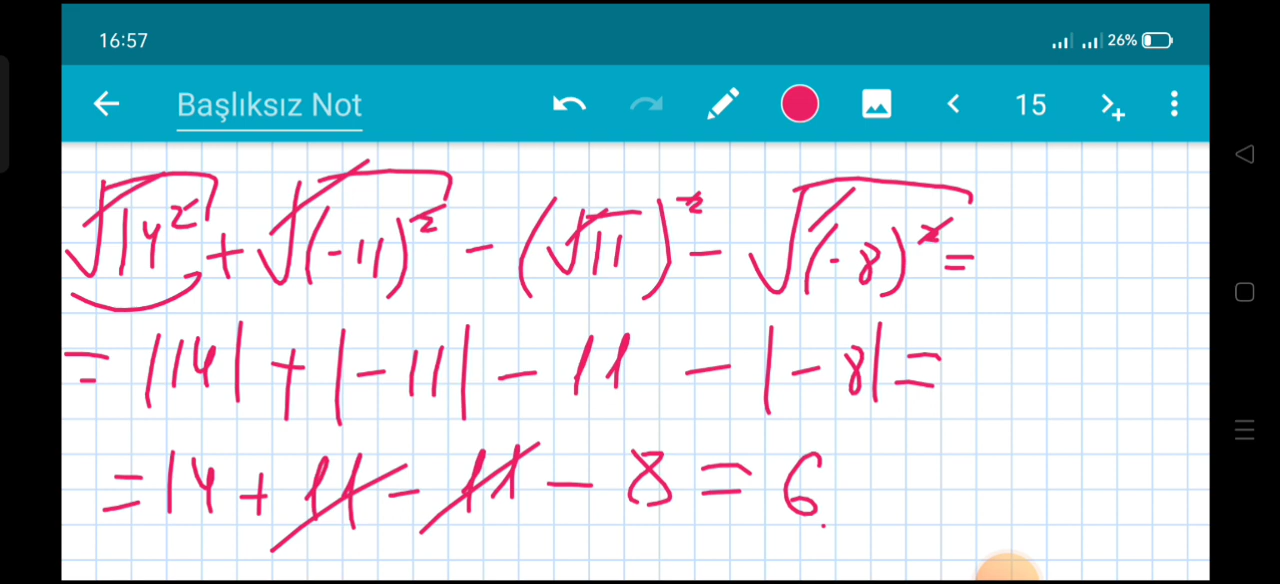 16:57 26%
Başlıksız Not 15
√14² + √(-11)² - (√11)² - √(-8)² =
= |14| + |-11| - 11 - |-8| =
= 14 + 11 - 11 - 8 = 6.